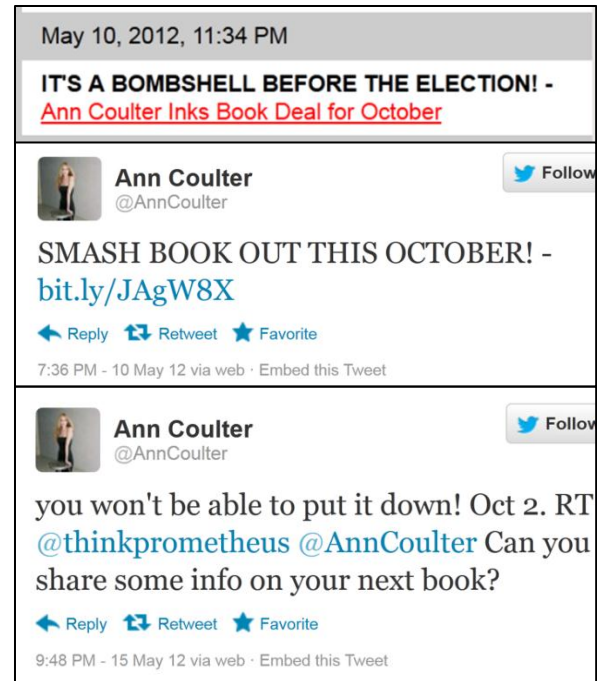 May 10, 2012, 11:34 PM
IT'S A BOMBSHELL BEFORE THE ELECTION! -
Ann Coulter Inks Book Deal for October
Ann Coulter
Follow
@AnnCoulter
SMASH BOOK OUT THIS OCTOBER! -
bit.ly/JAgW8X
Reply Retweet Favorite
7:36 PM - 10 May 12 via web · Embed this Tweet
Ann Coulter
Follow
@AnnCoulter
you won't be able to put it down! Oct 2. RT
@thinkprometheus @AnnCoulter Can you
share some info on your next book?
Reply Retweet Favorite
9:48 PM - 15 May 12 via web · Embed this Tweet